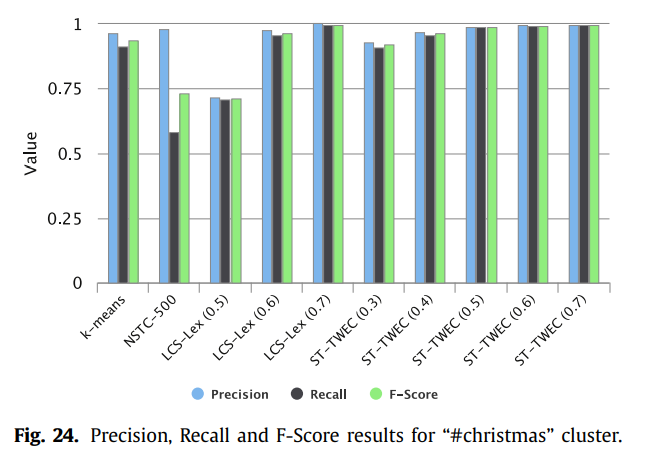 1
0.75
0.5
0.25
0
Value
k-means
NSTC-500
LCS-Lex (0.5)
LCS-Lex (0.6)
LCS-Lex (0.7)
ST-TWEC (0.3)
ST-TWEC (0.4)
ST-TWEC (0.5)
ST-TWEC (0.6)
ST-TWEC (0.7)
Precision Recall F-Score
Fig. 24. Precision, Recall and F-Score results for “#christmas” cluster.